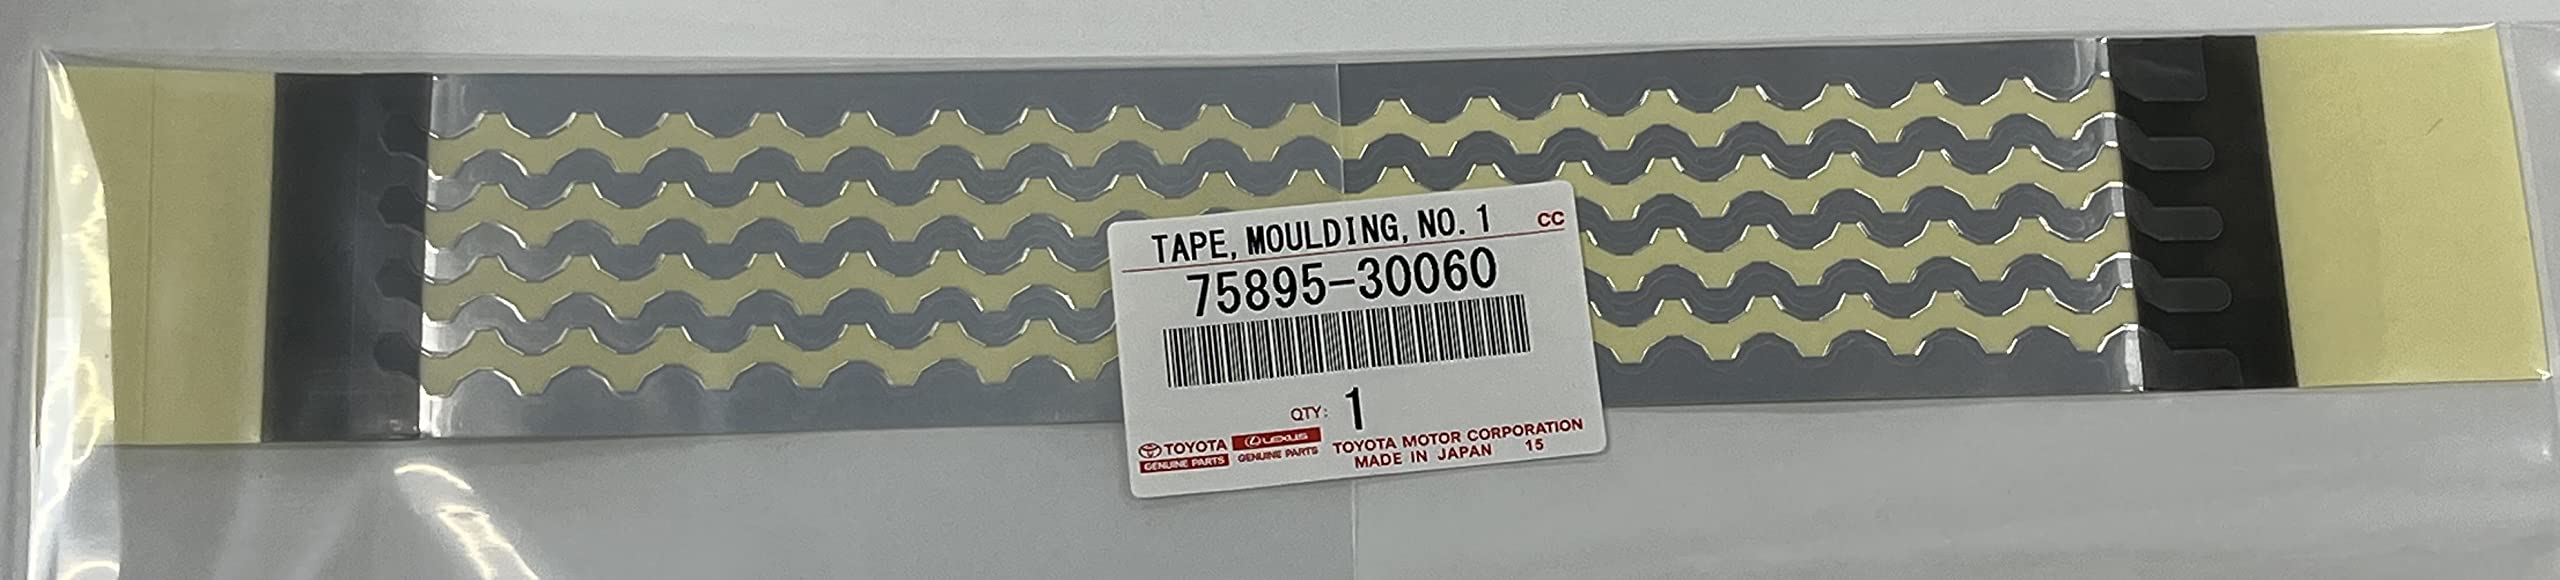 TAPE, MOULDING, NO. 1 CC
75895-30060
QTY: 1
TOYOTA LEXUS TOYOTA MOTOR CORPORATION
GENUINE PARTS GENUINE PARTS MADE IN JAPAN 15